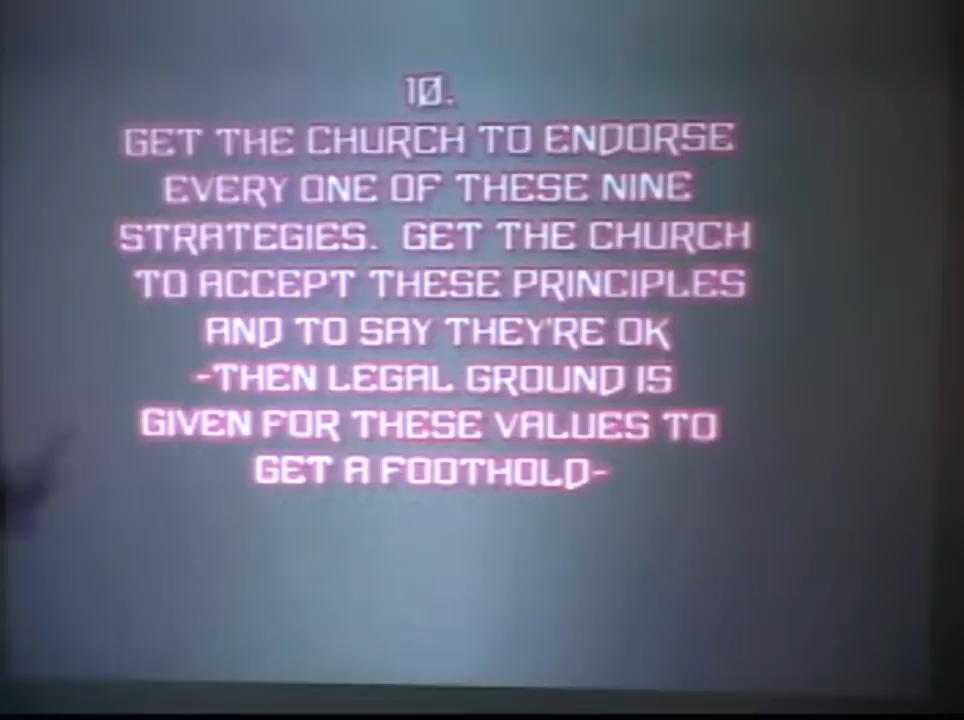 10.
GET THE CHURCH TO ENDORSE
EVERY ONE OF THESE NINE
STRATEGIES. GET THE CHURCH
TO ACCEPT THESE PRINCIPLES
AND TO SAY THEY'RE OK
-THEN LEGAL GROUND IS
GIVEN FOR THESE VALUES TO
GET A FOOTHOLD-